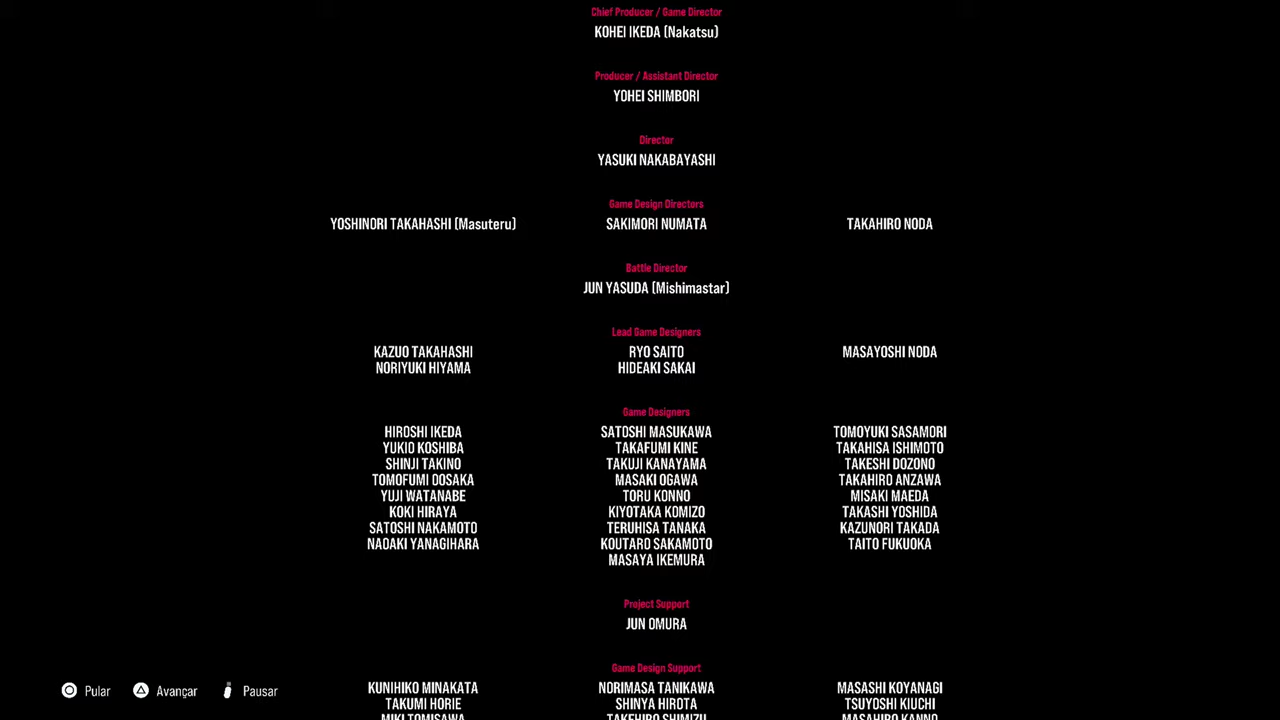 Chief Producer / Game Director
KOHEI IKEDA (Nakatsu)
Producer / Assistant Director
YOHEI SHIMBORI
Director
YASUKI NAKABAYASHI
Game Design Directors
YOSHINORI TAKAHASHI (Masuteru) SAKIMORI NUMATA TAKAHIRO NODA
Battle Director
JUN YASUDA (Mishimastar)
Lead Game Designers
KAZUO TAKAHASHI RYO SAITO MASAYOSHI NODA
NORIYUKI HIYAMA HIDEAKI SAKAI
Game Designers
HIROSHI IKEDA SATOSHI MASUKAWA TOMOYUKI SASAMORI
YUKIO KOSHIBA TAKAFUMI KINE TAKAHISA ISHIMOTO
SHINJI TAKINO TAKUJI KANAYAMA TAKESHI DOZONO
TOMOFUMI DOSAKA MASAKI OGAWA TAKAHIRO ANZAWA
YUJI WATANABE TORU KONNO MISAKI MAEDA
KOKI HIRAYA KIYOTAKA KOMIZO TAKASHI YOSHIDA
SATOSHI NAKAMOTO TERUHISA TANAKA KAZUNORI TAKADA
NAOAKI YANAGIHARA KOUTARO SAKAMOTO TAITO FUKUOKA
MASAYA IKEMURA
Project Support
JUN OMURA
Game Design Support
KUNIHIKO MINAKATA NORIMASA TANIKAWA MASASHI KOYANAGI
TAKUMI HORIE SHINYA HIROTA TSUYOSHI KIUCHI
MIKI TOMISAWA TAKEHIRO SHIMIZU MASAHIRO KANNO
Pular Avançar Pausar